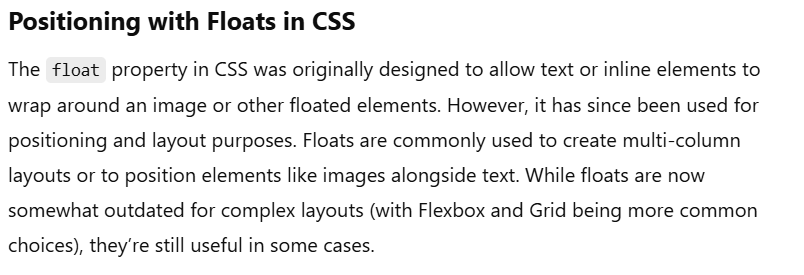 Positioning with Floats in CSS
The float property in CSS was originally designed to allow text or inline elements to
wrap around an image or other floated elements. However, it has since been used for
positioning and layout purposes. Floats are commonly used to create multi-column
layouts or to position elements like images alongside text. While floats are now
somewhat outdated for complex layouts (with Flexbox and Grid being more common
choices), they’re still useful in some cases.